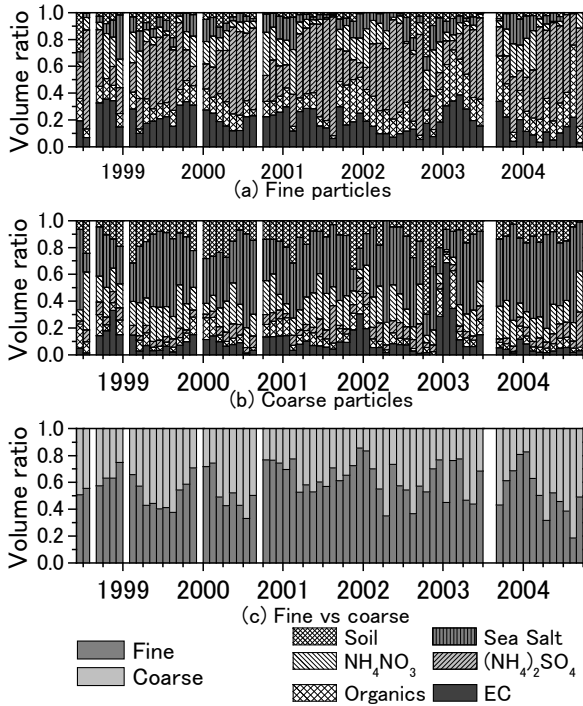 1.0
0.8
0.6
0.4
0.2
0.0
Volume ratio
1999 2000 2001 2002 2003 2004
(a) Fine particles
1.0
0.8
0.6
0.4
0.2
0.0
Volume ratio
1999 2000 2001 2002 2003 2004
(b) Coarse particles
1.0
0.8
0.6
0.4
0.2
0.0
Volume ratio
1999 2000 2001 2002 2003 2004
(c) Fine vs coarse
Fine
Coarse
Soil
Sea Salt
NH₄NO₃
(NH₄)₂SO₄
Organics
EC